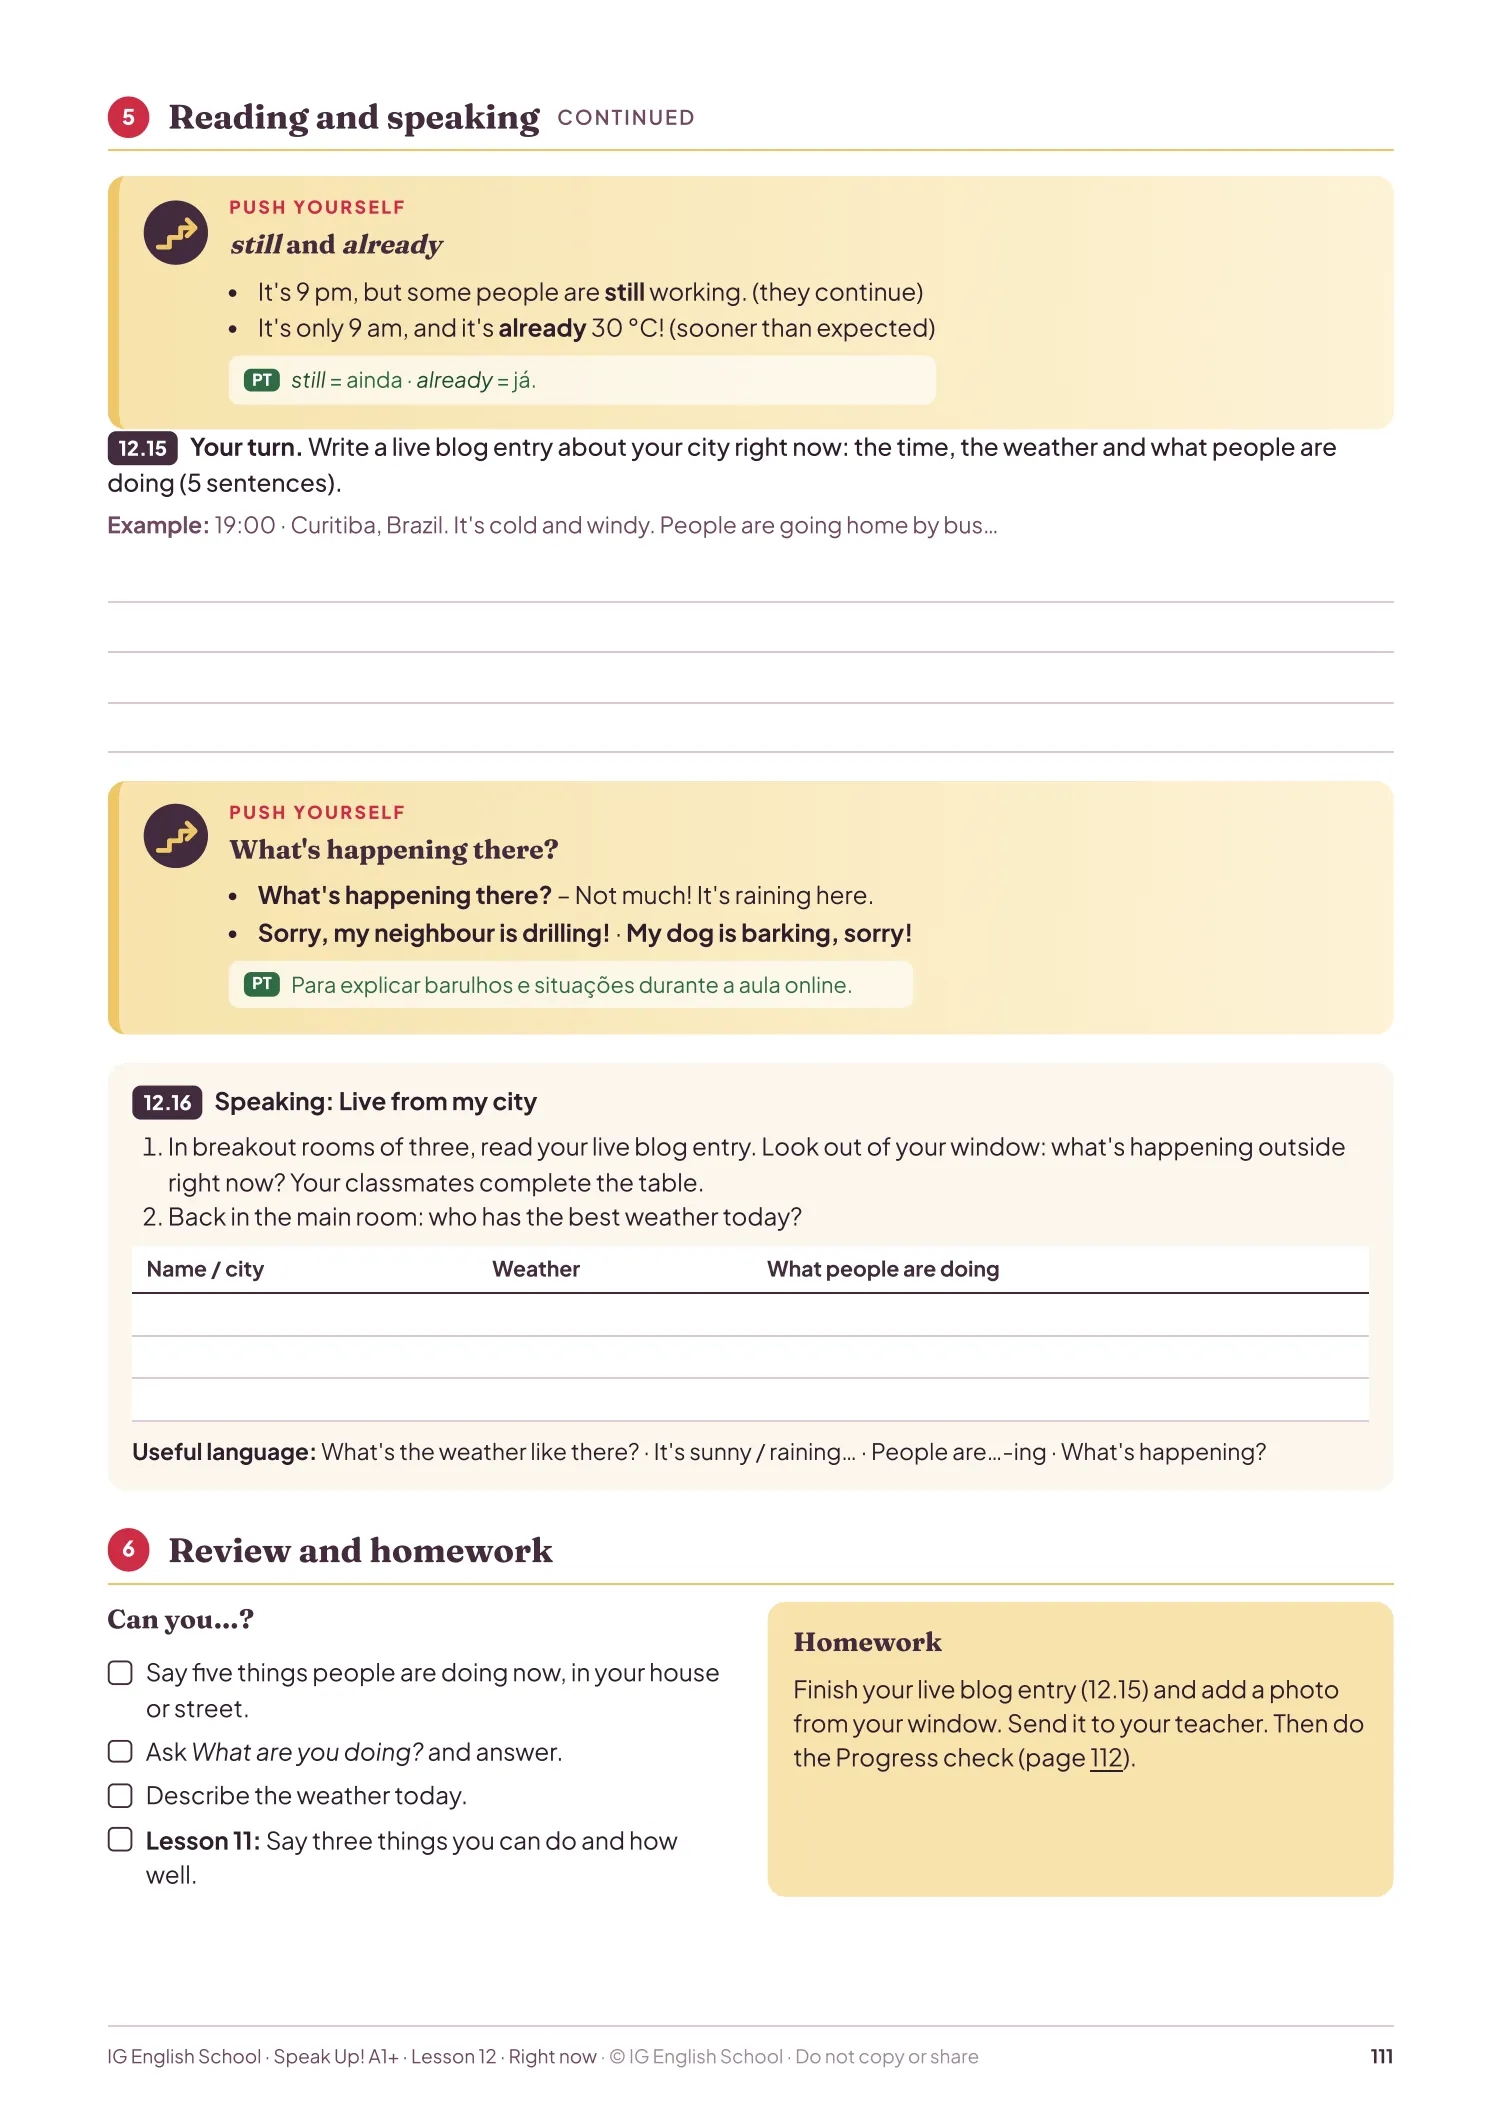 5 Reading and speaking CONTINUED
PUSH YOURSELF
still and already
• It's 9 pm, but some people are still working. (they continue)
• It's only 9 am, and it's already 30 °C! (sooner than expected)
PT still = ainda · already = já.
12.15 Your turn. Write a live blog entry about your city right now: the time, the weather and what people are
doing (5 sentences).
Example: 19:00 · Curitiba, Brazil. It's cold and windy. People are going home by bus…
PUSH YOURSELF
What's happening there?
• What's happening there? – Not much! It's raining here.
• Sorry, my neighbour is drilling! · My dog is barking, sorry!
PT Para explicar barulhos e situações durante a aula online.
12.16 Speaking: Live from my city
1. In breakout rooms of three, read your live blog entry. Look out of your window: what's happening outside
right now? Your classmates complete the table.
2. Back in the main room: who has the best weather today?
Name / city Weather What people are doing
Useful language: What's the weather like there? · It's sunny / raining… · People are…-ing · What's happening?
6 Review and homework
Can you…?
Say five things people are doing now, in your house
or street.
Ask What are you doing? and answer.
Describe the weather today.
Lesson 11: Say three things you can do and how
well.
Homework
Finish your live blog entry (12.15) and add a photo
from your window. Send it to your teacher. Then do
the Progress check (page 112).
IG English School · Speak Up! A1+ · Lesson 12 · Right now · © IG English School · Do not copy or share 111